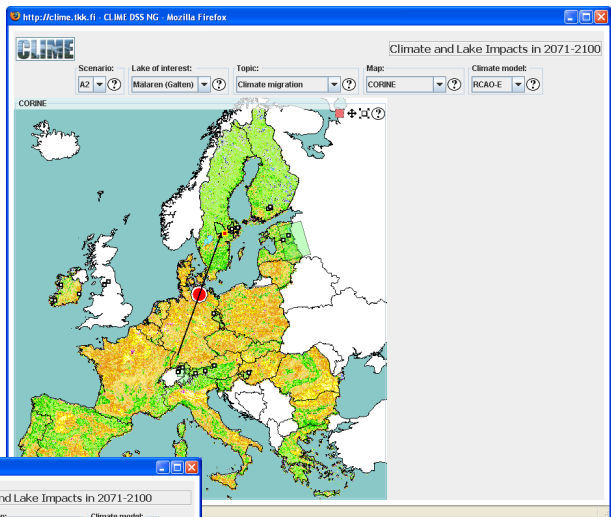 http://clime.tkk.fi - CLIME DSS NG - Mozilla Firefox
CLIME
Climate and Lake Impacts in 2071-2100
Scenario: Lake of interest: Topic: Map: Climate model:
A2 ? Mälaren (Galten) ? Climate migration ? CORINE ? RCAO-E ?
CORINE
?
nd Lake Impacts in 2071-2100
Climate model: